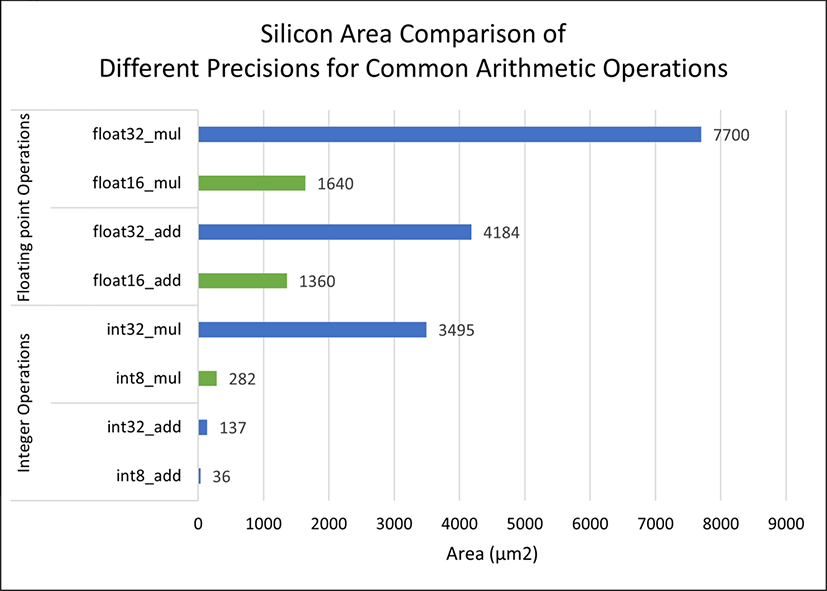 Silicon Area Comparison of
Different Precisions for Common Arithmetic Operations
Floating point Operations
float32_mul 7700
float16_mul 1640
float32_add 4184
float16_add 1360
Integer Operations
int32_mul 3495
int8_mul 282
int32_add 137
int8_add 36
0 1000 2000 3000 4000 5000 6000 7000 8000 9000
Area (µm2)